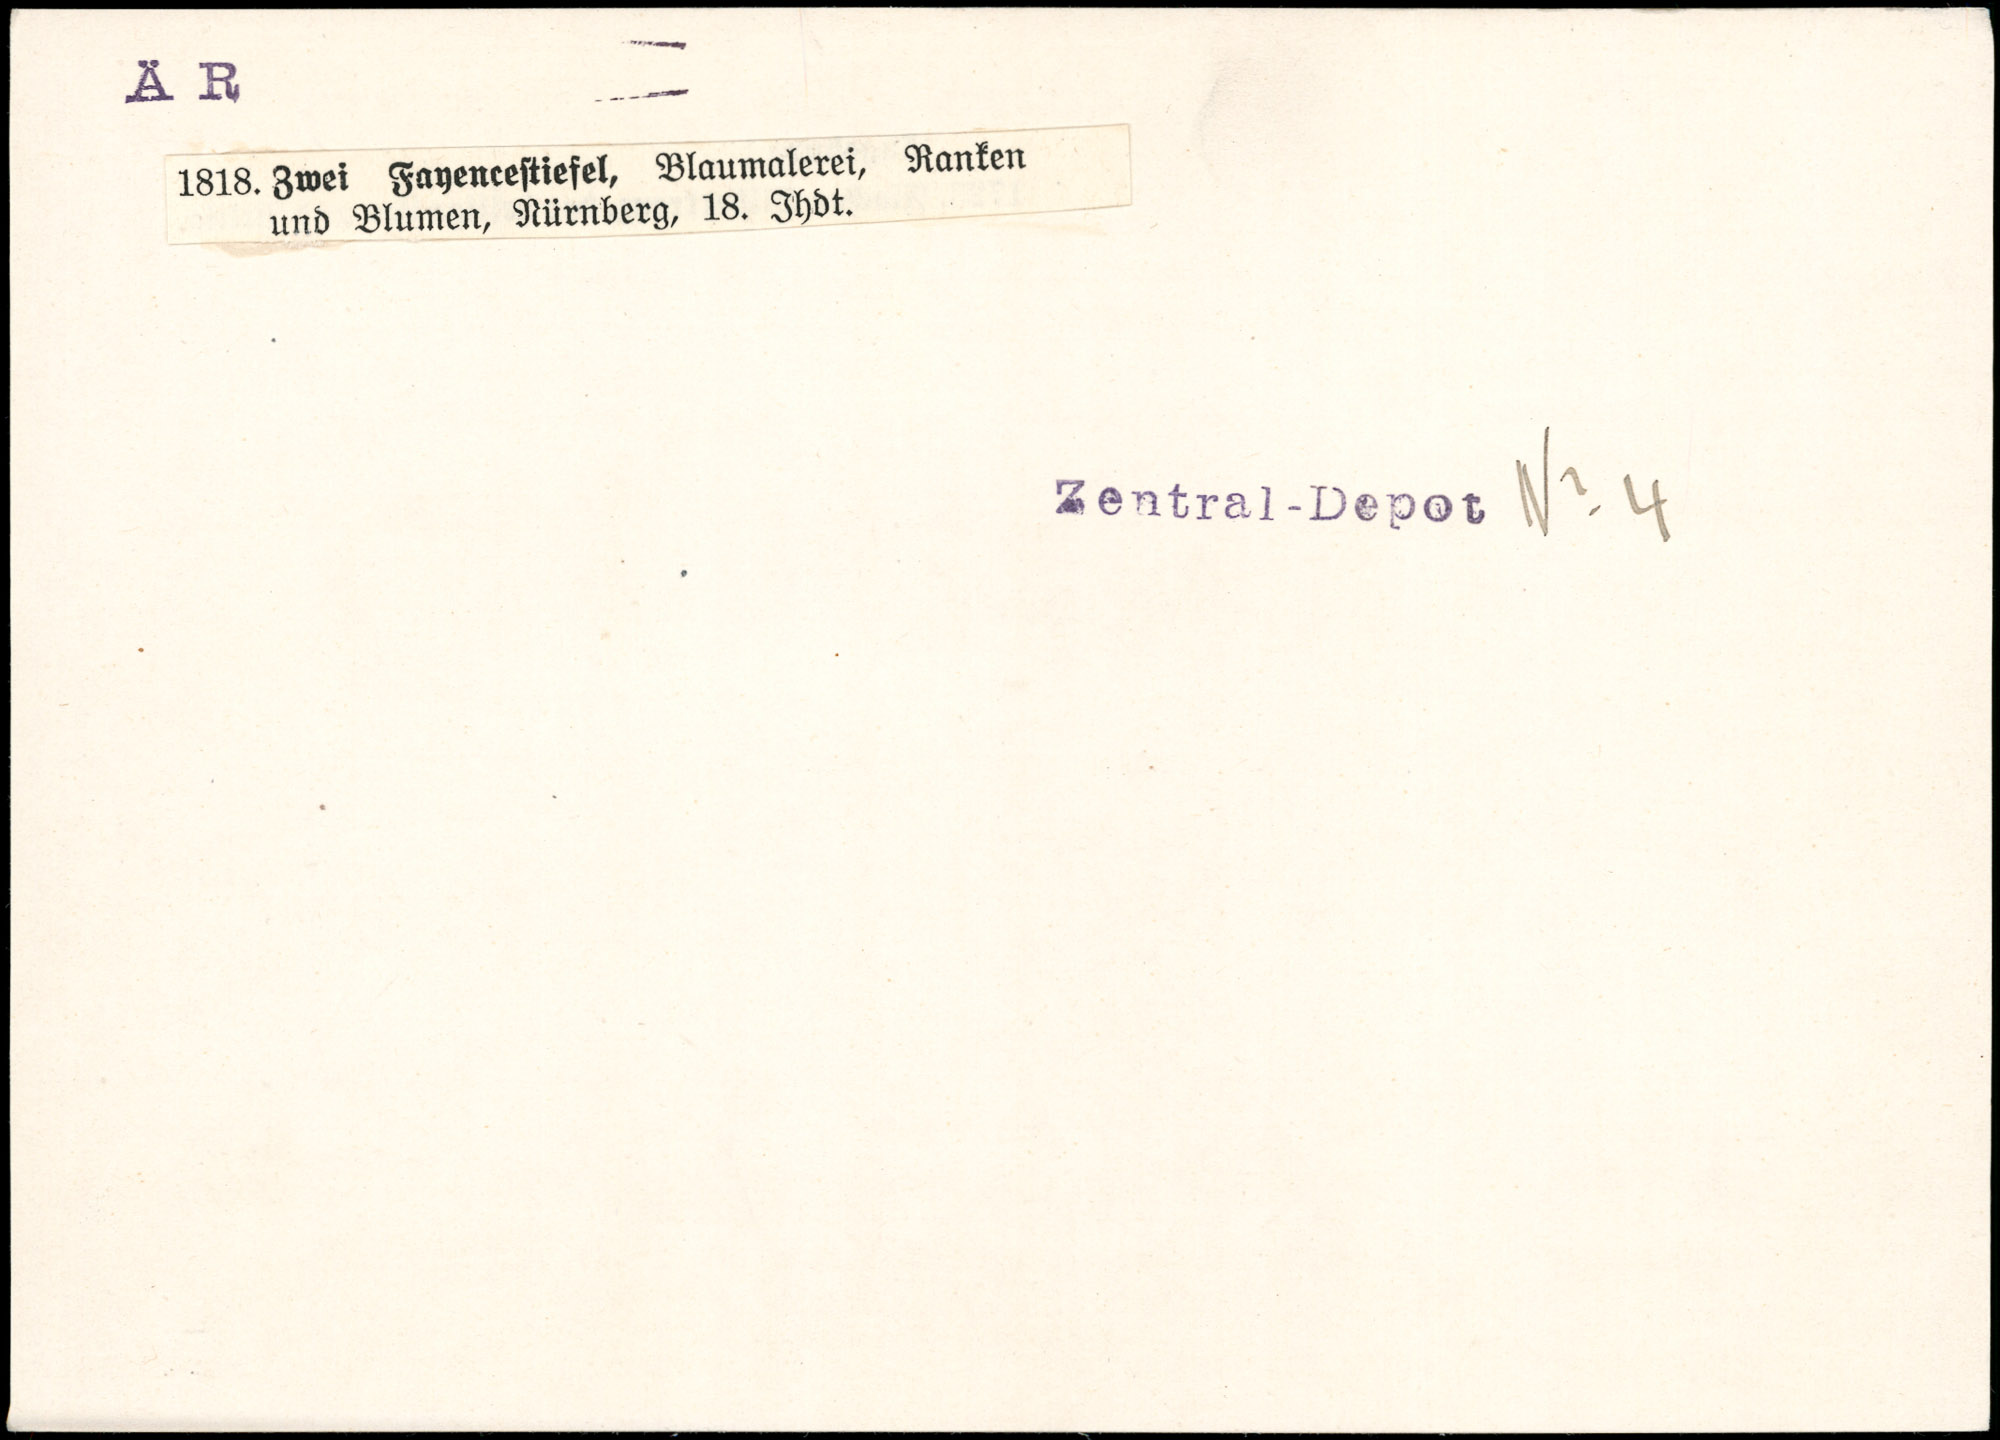 Ä R
1818. Zwei Fayencestiefel, Blaumalerei, Ranken
und Blumen, Nürnberg, 18. Jhdt.
Zentral-Depot Nr. 4